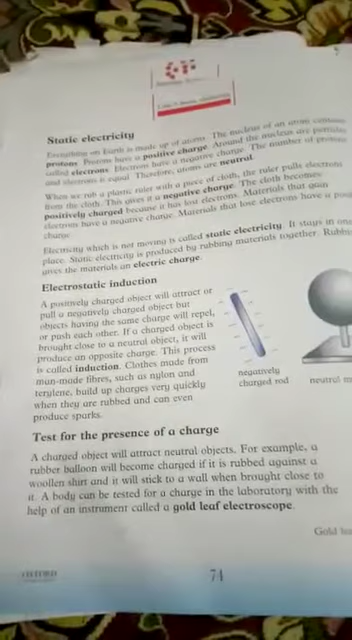 Static electricity
Everything on Earth is made up of atoms. The nucleus of an atom contains
protons. Protons have a positive charge. Around the nucleus are particles
called electrons. Electrons have a negative charge. The number of protons
and electrons is equal. Therefore, atoms are neutral.
When we rub a plastic ruler with a piece of cloth, the ruler pulls electrons
from the cloth. This gives it a negative charge. The cloth becomes
positively charged because it has lost electrons. Materials that gain
electrons have a negative charge. Materials that lose electrons have a
charge.
Electricity which is not moving is called static electricity. It stays in one
place. Static electricity is produced by rubbing materials together.
gives the materials an electric charge.
Electrostatic induction
A positively charged object will attract or
pull a negatively charged object but
objects having the same charge will repel,
or push each other. If a charged object is
brought close to a neutral object, it will
produce an opposite charge. This process
is called induction. Clothes made from
man-made fibres, such as nylon and
terylene, build up charges very quickly
when they are rubbed and can even
produce sparks.
negatively
charged rod
neutral
Test for the presence of a charge
A charged object will attract neutral objects. For example, a
rubber balloon will become charged if it is rubbed against a
woollen shirt and it will stick to a wall when brought close to
it. A body can be tested for a charge in the laboratory with the
help of an instrument called a gold leaf electroscope.
Gold
OXFORD
74